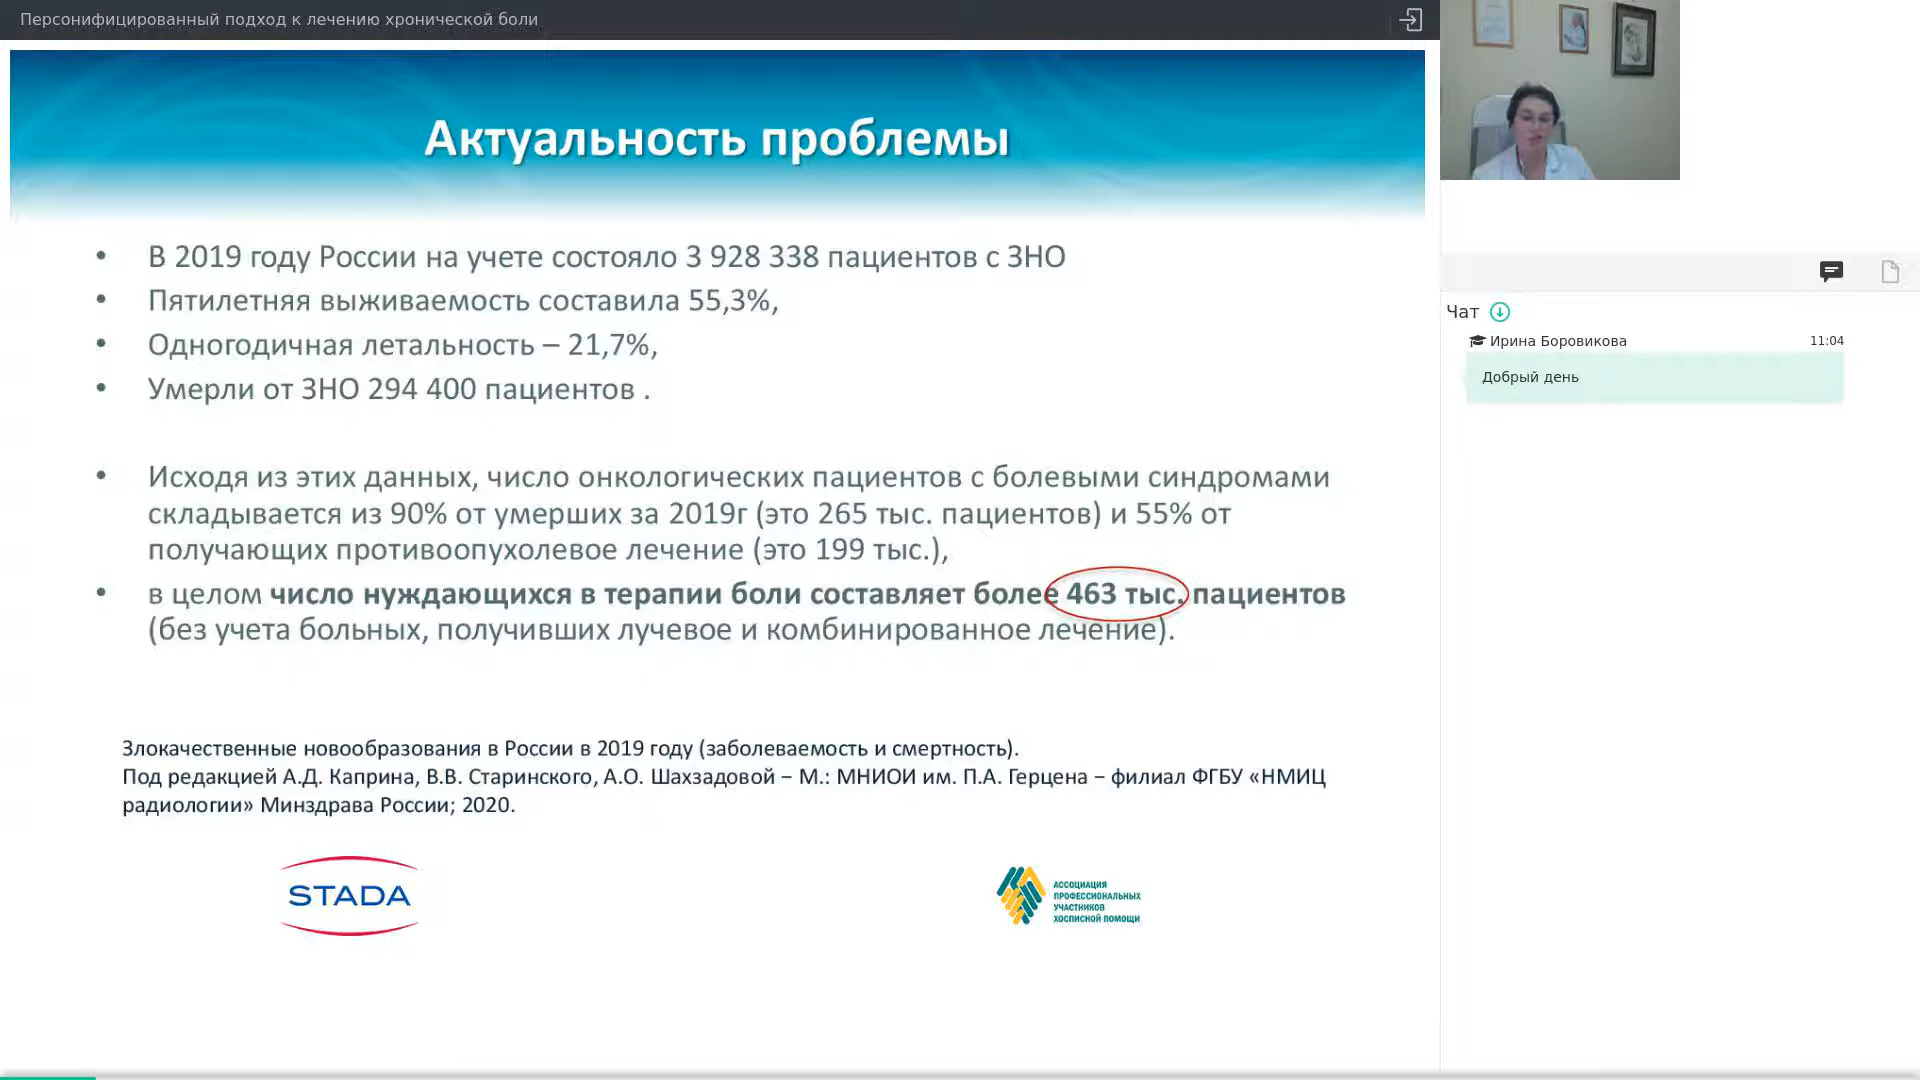 Персонифицированный подход к лечению хронической боли
Актуальность проблемы
• В 2019 году России на учете состояло 3 928 338 пациентов с ЗНО
• Пятилетняя выживаемость составила 55,3%,
• Одногодичная летальность – 21,7%,
• Умерли от ЗНО 294 400 пациентов .
• Исходя из этих данных, число онкологических пациентов с болевыми синдромами
складывается из 90% от умерших за 2019г (это 265 тыс. пациентов) и 55% от
получающих противоопухолевое лечение (это 199 тыс.),
• в целом число нуждающихся в терапии боли составляет более 463 тыс. пациентов
(без учета больных, получивших лучевое и комбинированное лечение).
Злокачественные новообразования в России в 2019 году (заболеваемость и смертность).
Под редакцией А.Д. Каприна, В.В. Старинского, А.О. Шахзадовой – М.: МНИОИ им. П.А. Герцена – филиал ФГБУ «НМИЦ
радиологии» Минздрава России; 2020.
STADA
АССОЦИАЦИЯ
ПРОФЕССИОНАЛЬНЫХ
УЧАСТНИКОВ
ХОСПИСНОЙ ПОМОЩИ
Чат
Ирина Боровикова 11:04
Добрый день